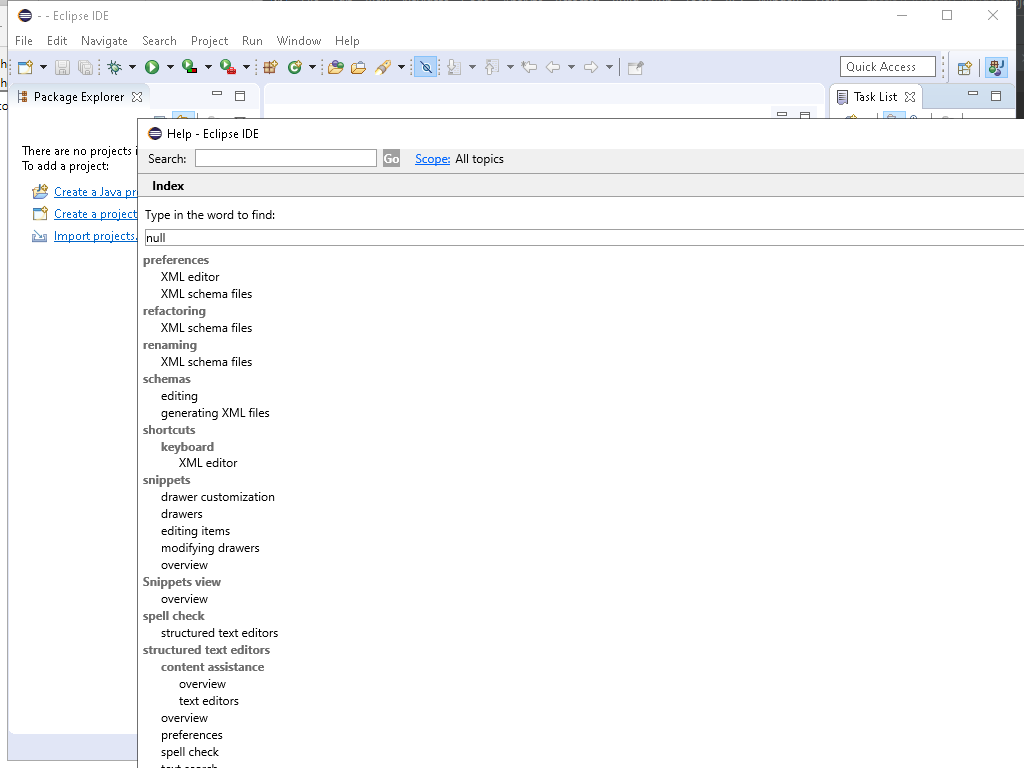 - - Eclipse IDE
File Edit Navigate Search Project Run Window Help
Quick Access
Package Explorer
Task List
There are no projects i
To add a project:
Create a Java pr
Create a project
Import projects.
Help - Eclipse IDE
Search: Go Scope: All topics
Index
Type in the word to find:
null
preferences
XML editor
XML schema files
refactoring
XML schema files
renaming
XML schema files
schemas
editing
generating XML files
shortcuts
keyboard
XML editor
snippets
drawer customization
drawers
editing items
modifying drawers
overview
Snippets view
overview
spell check
structured text editors
structured text editors
content assistance
overview
text editors
overview
preferences
spell check
text search